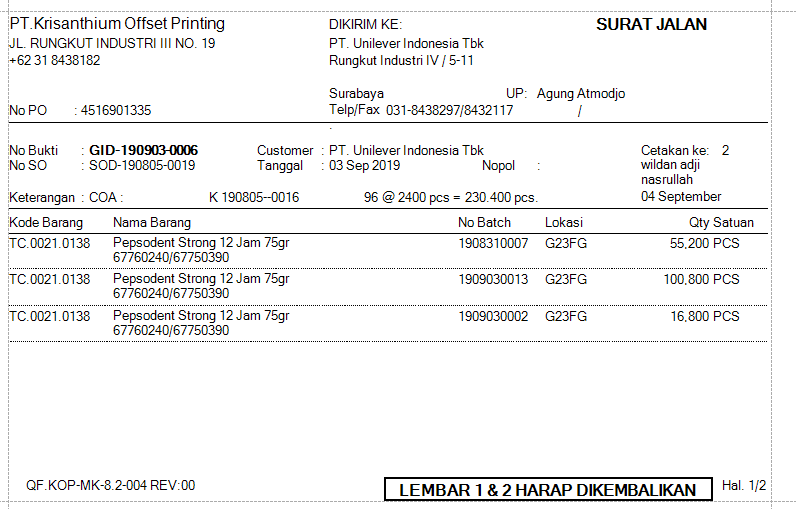 PT.Krisanthium Offset Printing DIKIRIM KE: SURAT JALAN
JL. RUNGKUT INDUSTRI III NO. 19 PT. Unilever Indonesia Tbk
+62 31 8438182 Rungkut Industri IV / 5-11
Surabaya UP: Agung Atmodjo
No PO : 4516901335 Telp/Fax 031-8438297/8432117 /
.
No Bukti : GID-190903-0006 Customer : PT. Unilever Indonesia Tbk Cetakan ke: 2
No SO : SOD-190805-0019 Tanggal : 03 Sep 2019 Nopol : wildan adji
nasrullah
Keterangan : COA : K 190805--0016 96 @ 2400 pcs = 230.400 pcs. 04 September
Kode Barang Nama Barang No Batch Lokasi Qty Satuan
TC.0021.0138 Pepsodent Strong 12 Jam 75gr 1908310007 G23FG 55,200 PCS
67760240/67750390
TC.0021.0138 Pepsodent Strong 12 Jam 75gr 1909030013 G23FG 100,800 PCS
67760240/67750390
TC.0021.0138 Pepsodent Strong 12 Jam 75gr 1909030002 G23FG 16,800 PCS
67760240/67750390
QF.KOP-MK-8.2-004 REV:00 LEMBAR 1 & 2 HARAP DIKEMBALIKAN Hal. 1/2